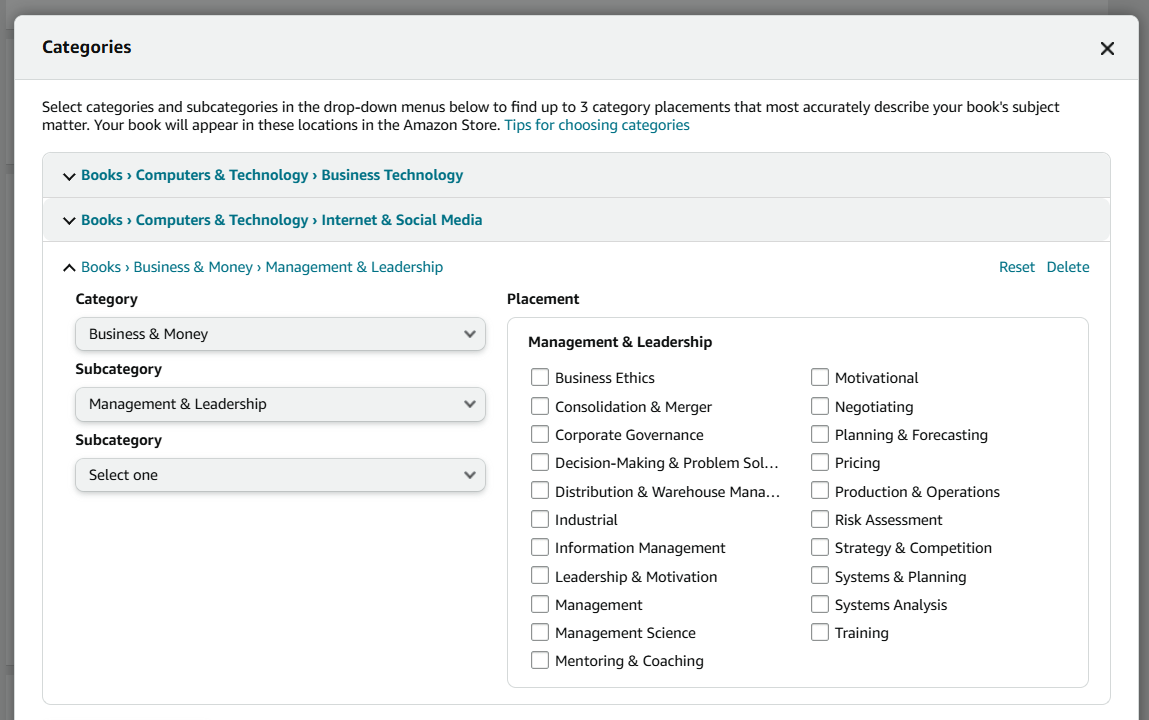 Categories
Select categories and subcategories in the drop-down menus below to find up to 3 category placements that most accurately describe your book's subject
matter. Your book will appear in these locations in the Amazon Store. Tips for choosing categories
Books › Computers & Technology › Business Technology
Books › Computers & Technology › Internet & Social Media
Books › Business & Money › Management & Leadership
Reset Delete
Category
Business & Money
Subcategory
Management & Leadership
Subcategory
Select one
Placement
Management & Leadership
Business Ethics
Consolidation & Merger
Corporate Governance
Decision-Making & Problem Sol...
Distribution & Warehouse Mana...
Industrial
Information Management
Leadership & Motivation
Management
Management Science
Mentoring & Coaching
Motivational
Negotiating
Planning & Forecasting
Pricing
Production & Operations
Risk Assessment
Strategy & Competition
Systems & Planning
Systems Analysis
Training